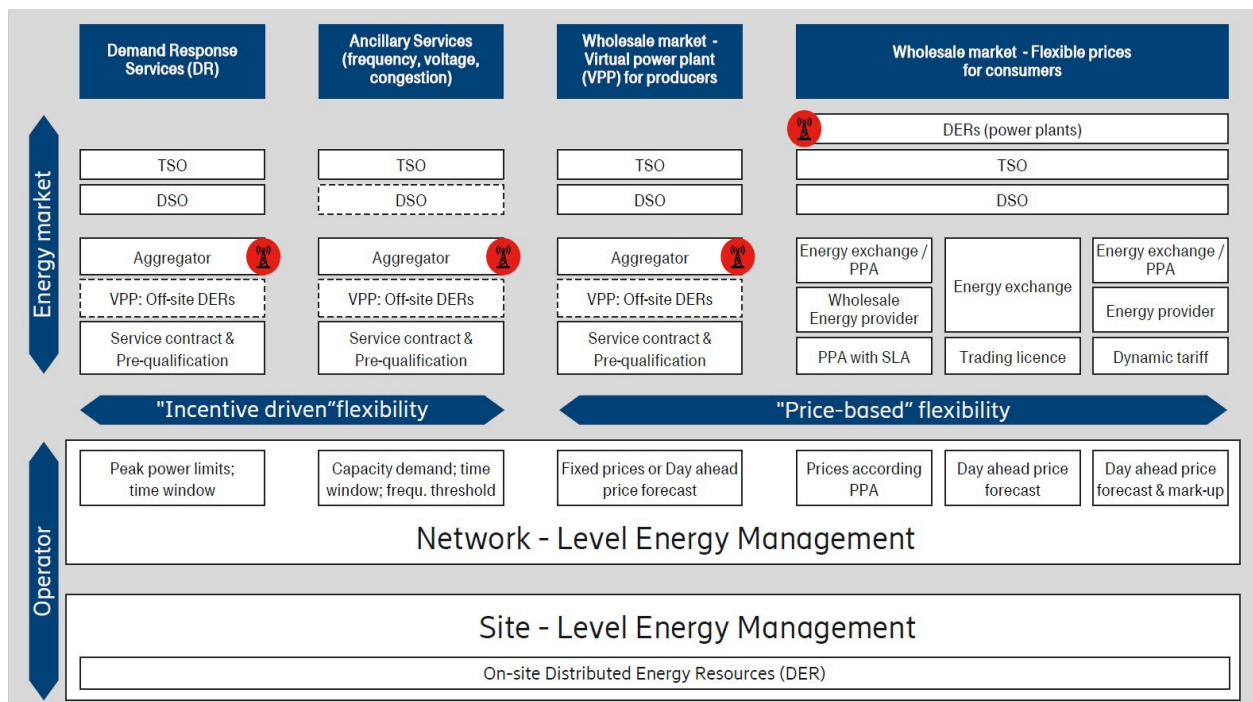 Demand Response
Services (DR)
Ancillary Services
(frequency, voltage,
congestion)
Wholesale market -
Virtual power plant
(VPP) for producers
Wholesale market - Flexible prices
for consumers
Energy market
DERs (power plants)
TSO
TSO
TSO
TSO
DSO
DSO
DSO
DSO
Aggregator
Aggregator
Aggregator
Energy exchange /
PPA
Energy exchange
Energy exchange /
PPA
VPP: Off-site DERs
VPP: Off-site DERs
VPP: Off-site DERs
Wholesale
Energy provider
Energy provider
Service contract &
Pre-qualification
Service contract &
Pre-qualification
Service contract &
Pre-qualification
PPA with SLA
Trading licence
Dynamic tariff
"Incentive driven“flexibility
"Price-based” flexibility
Operator
Peak power limits;
time window
Capacity demand; time
window; frequ. threshold
Fixed prices or Day ahead
price forecast
Prices according
PPA
Day ahead price
forecast
Day ahead price
forecast & mark-up
Network - Level Energy Management
Site - Level Energy Management
On-site Distributed Energy Resources (DER)